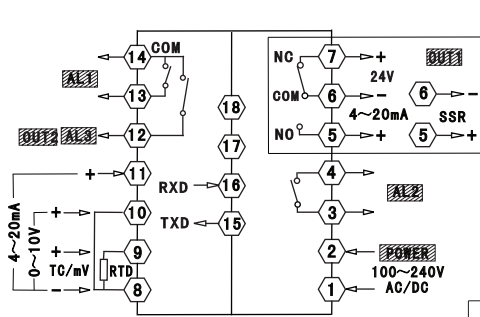 14 COM
AL1
13
OUT2 AL3 12
+ 11
+ 10
+ 9
TC/mV RTD
- 8
4～20mA
0～10V
18
17
RXD 16
TXD 15
NC 7 +
24V
COM 6 -
4～20mA
NO 5 +
OUT1
6 -
SSR
5 +
4
AL2
3
2 POWER
100～240V
1 AC/DC